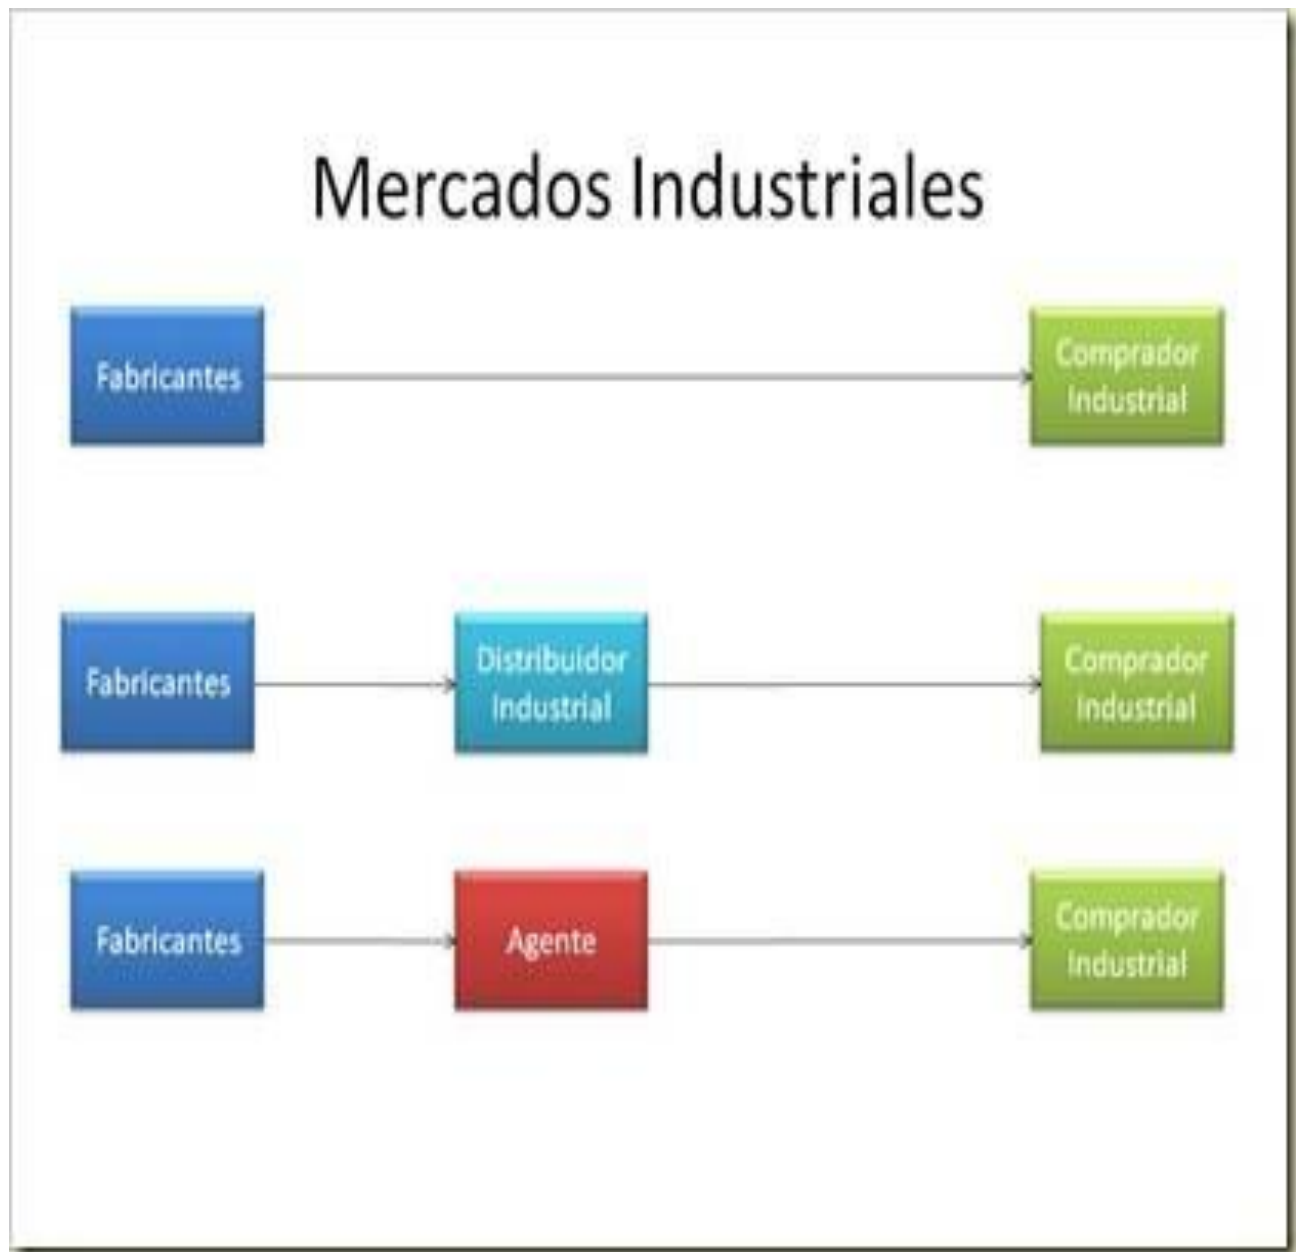 Mercados Industriales
Fabricantes
Comprador
Industrial
Fabricantes
Distribuidor
Industrial
Comprador
Industrial
Fabricantes
Agente
Comprador
Industrial